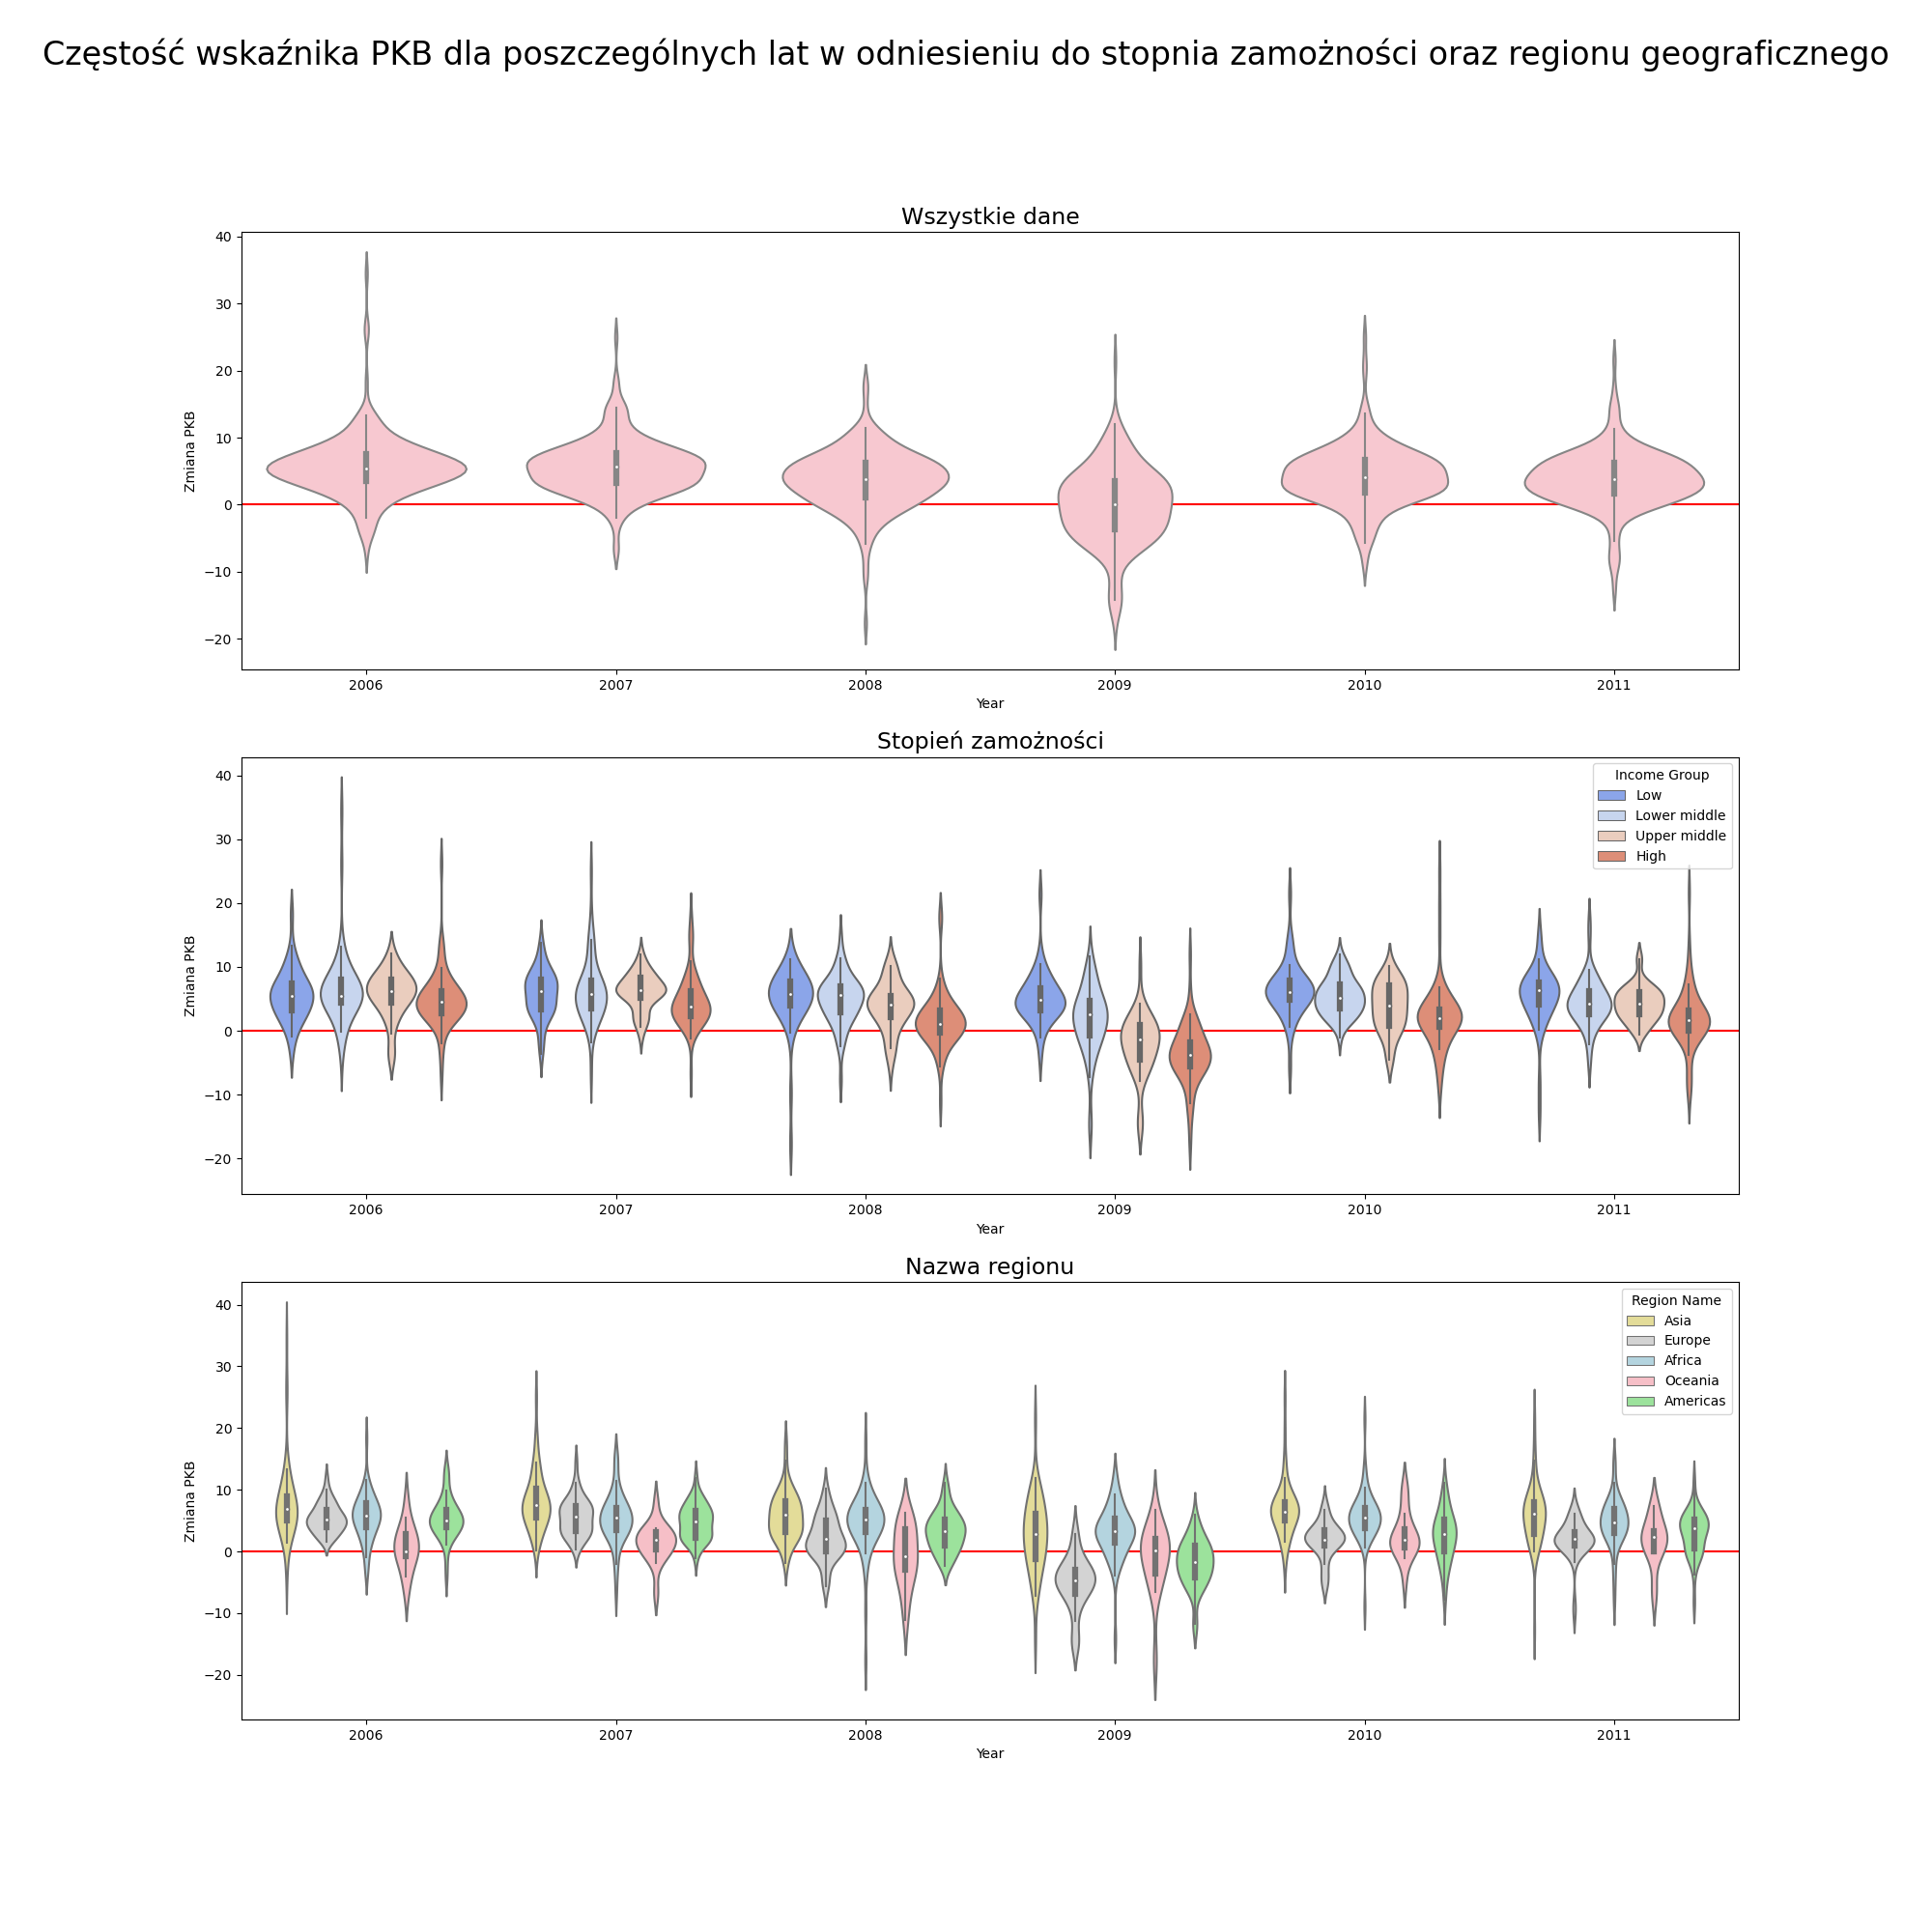 Częstość wskaźnika PKB dla poszczególnych lat w odniesieniu do stopnia zamożności oraz regionu geograficznego
Wszystkie dane
40
30
20
10
0
−10
−20
Zmiana PKB
2006 2007 2008 2009 2010 2011
Year
Stopień zamożności
40
30
20
10
0
−10
−20
Zmiana PKB
Income Group
Low
Lower middle
Upper middle
High
2006 2007 2008 2009 2010 2011
Year
Nazwa regionu
40
30
20
10
0
−10
−20
Zmiana PKB
Region Name
Asia
Europe
Africa
Oceania
Americas
2006 2007 2008 2009 2010 2011
Year